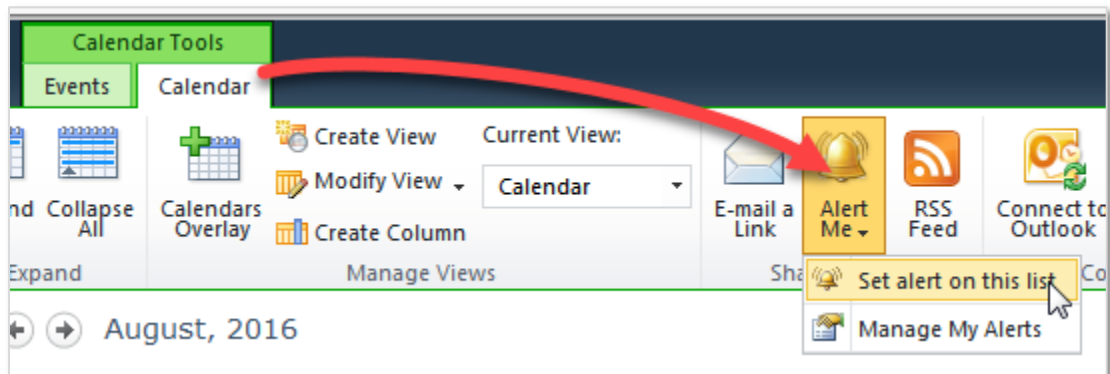 Calendar Tools
Events Calendar
Create View
Current View:
Modify View
Calendar
Create Column
nd Collapse All
Calendars Overlay
E-mail a Link
Alert Me
RSS Feed
Connect to Outlook
Expand
Manage Views
Sha
Co
Set alert on this list
Manage My Alerts
August, 2016